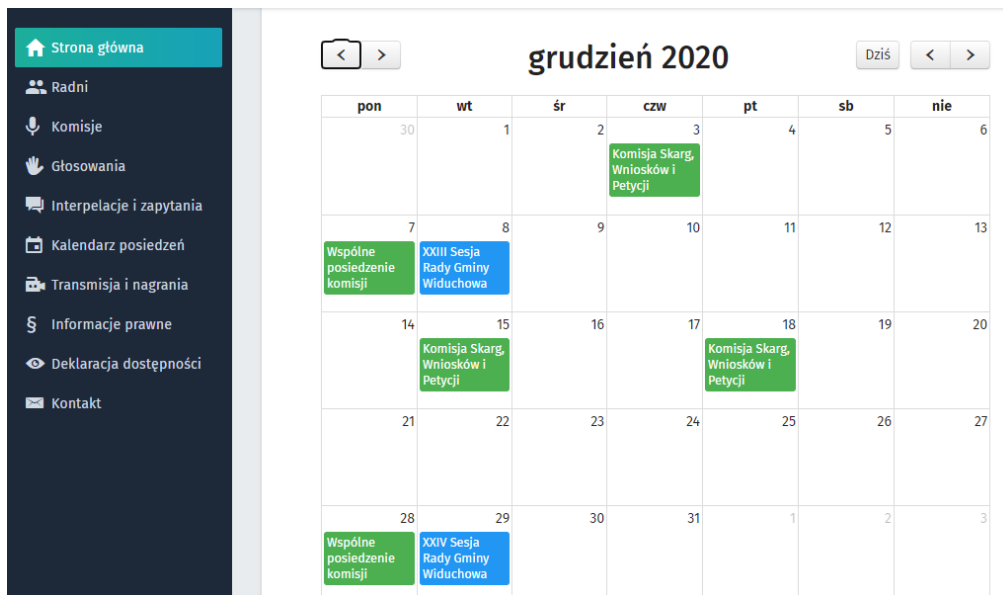 Strona główna
Radni
Komisje
Głosowania
Interpelacje i zapytania
Kalendarz posiedzeń
Transmisja i nagrania
§ Informacje prawne
Deklaracja dostępności
Kontakt
< > grudzień 2020 Dziś < >
pon wt śr czw pt sb nie
30 1 2 3 4 5 6
Komisja Skarg,
Wniosków i
Petycji
7 8 9 10 11 12 13
Wspólne
posiedzenie
komisji
XXIII Sesja
Rady Gminy
Widuchowa
14 15 16 17 18 19 20
Komisja Skarg,
Wniosków i
Petycji
Komisja Skarg,
Wniosków i
Petycji
21 22 23 24 25 26 27
28 29 30 31 1 2 3
Wspólne
posiedzenie
komisji
XXIV Sesja
Rady Gminy
Widuchowa